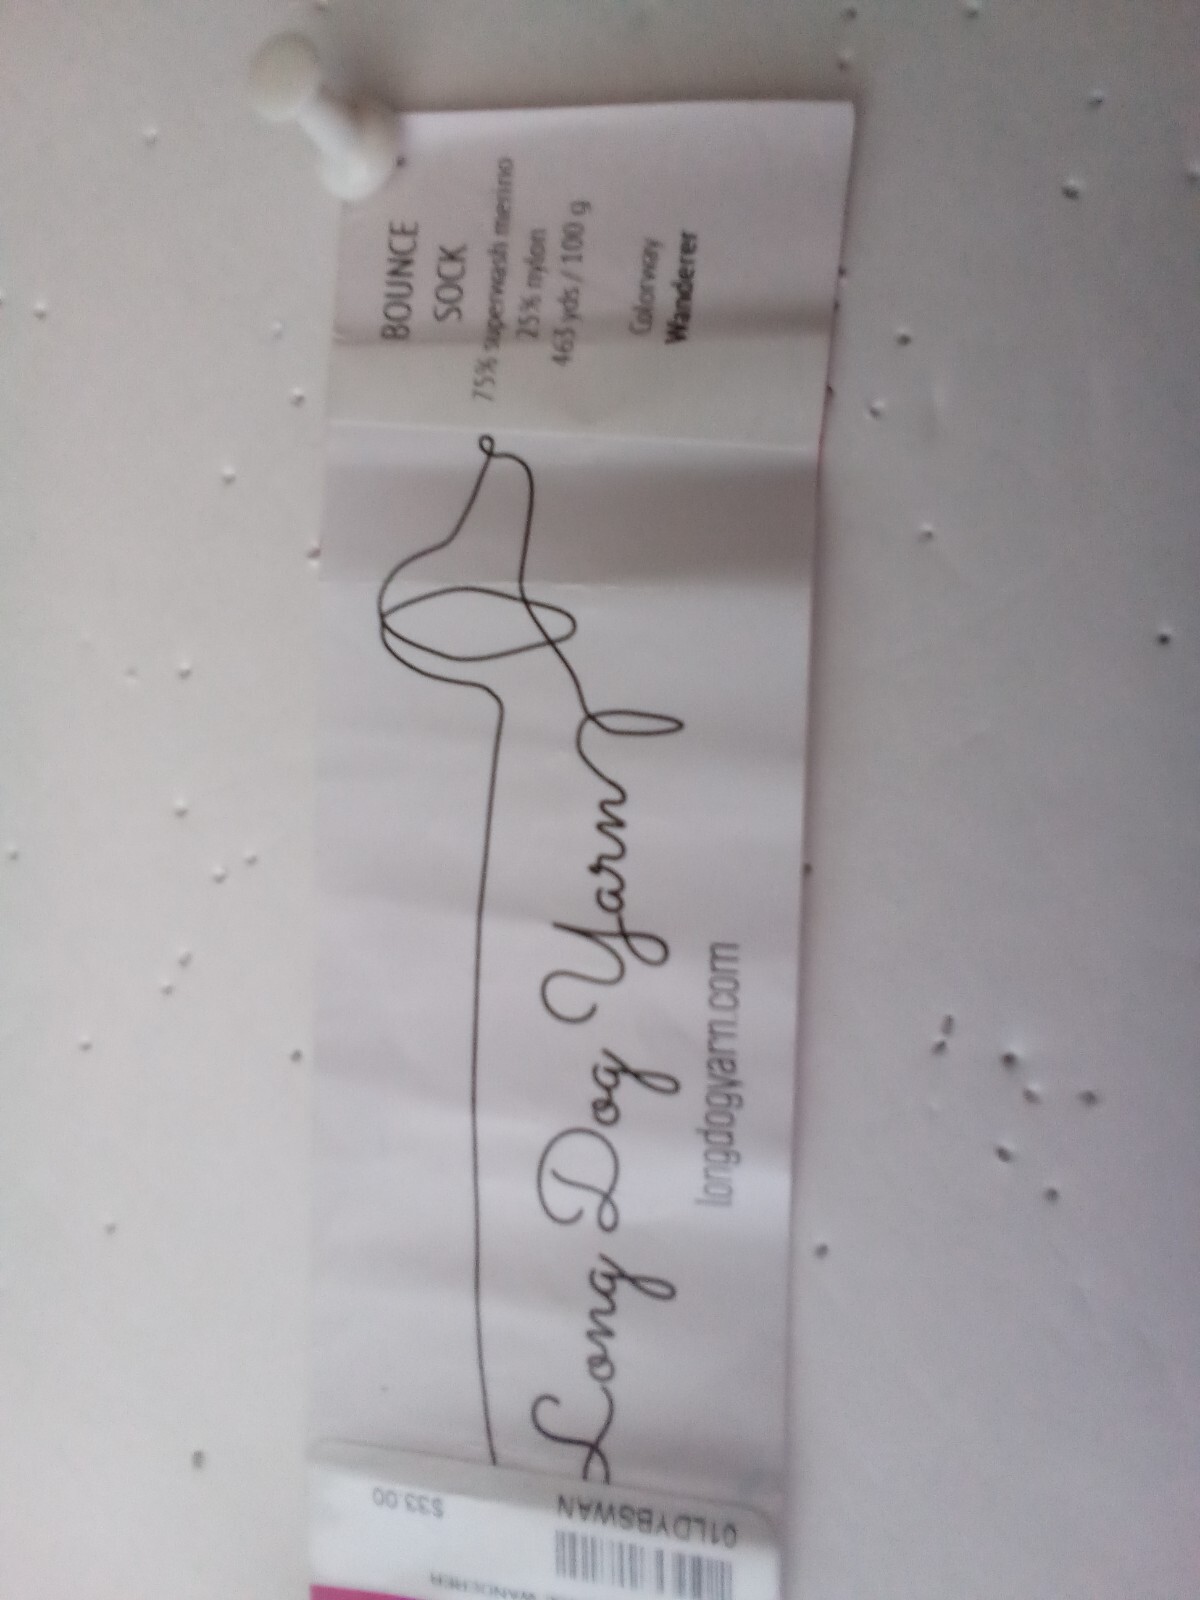 BOUNCE
SOCK
75% superwash merino
25% nylon
463 yds / 100 g
Colorway
Wanderer
Long Dog Yarn
longdogyarn.com
$33.00
01LDYBSWAN
WANDERER